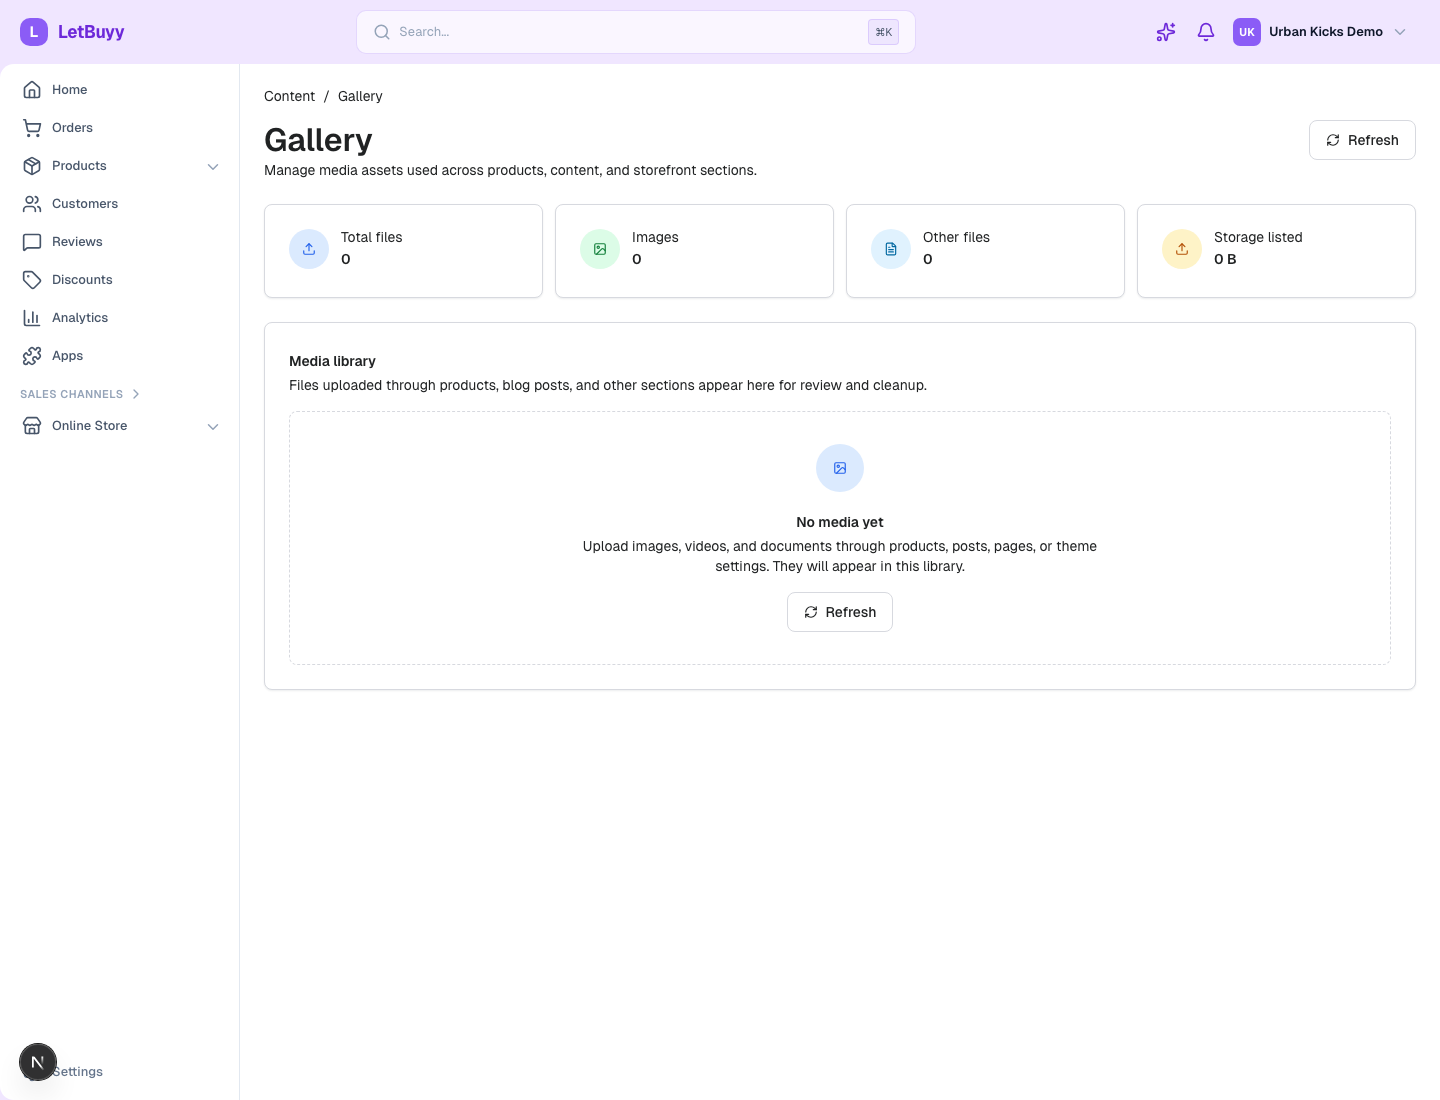 L LetBuyy
Search...
⌘K
UK Urban Kicks Demo
Home
Orders
Products
Customers
Reviews
Discounts
Analytics
Apps
SALES CHANNELS
Online Store
N
Settings
Content / Gallery
Gallery
Refresh
Manage media assets used across products, content, and storefront sections.
Total files
0
Images
0
Other files
0
Storage listed
0 B
Media library
Files uploaded through products, blog posts, and other sections appear here for review and cleanup.
No media yet
Upload images, videos, and documents through products, posts, pages, or theme
settings. They will appear in this library.
Refresh